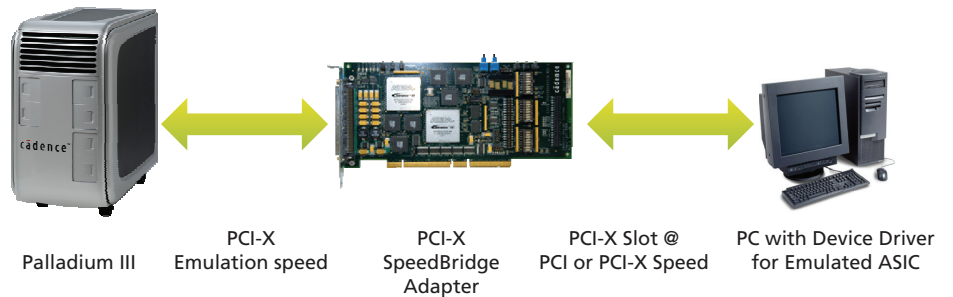 cādence™
cādence
Palladium III
PCI-X
Emulation speed
PCI-X
SpeedBridge
Adapter
PCI-X Slot @
PCI or PCI-X Speed
PC with Device Driver
for Emulated ASIC